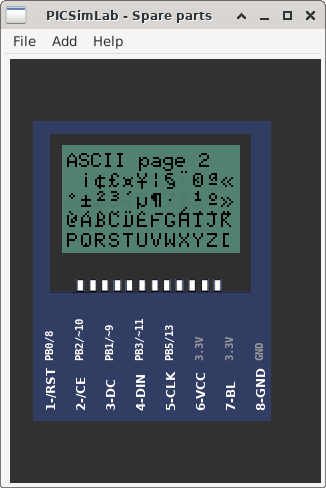 PICSimLab - Spare parts
File Add Help
ASCII page 2
¡¢£¤¥¦§¨©ª«
°±²³´µ¶·¸¹º»
PQRSTUVWXYZ[
1-/RST PB0/8
2-/CE PB2/~10
3-DC PB1/~9
4-DIN PB3/~11
5-CLK PB5/13
6-VCC 3.3V
7-BL 3.3V
8-GND GND